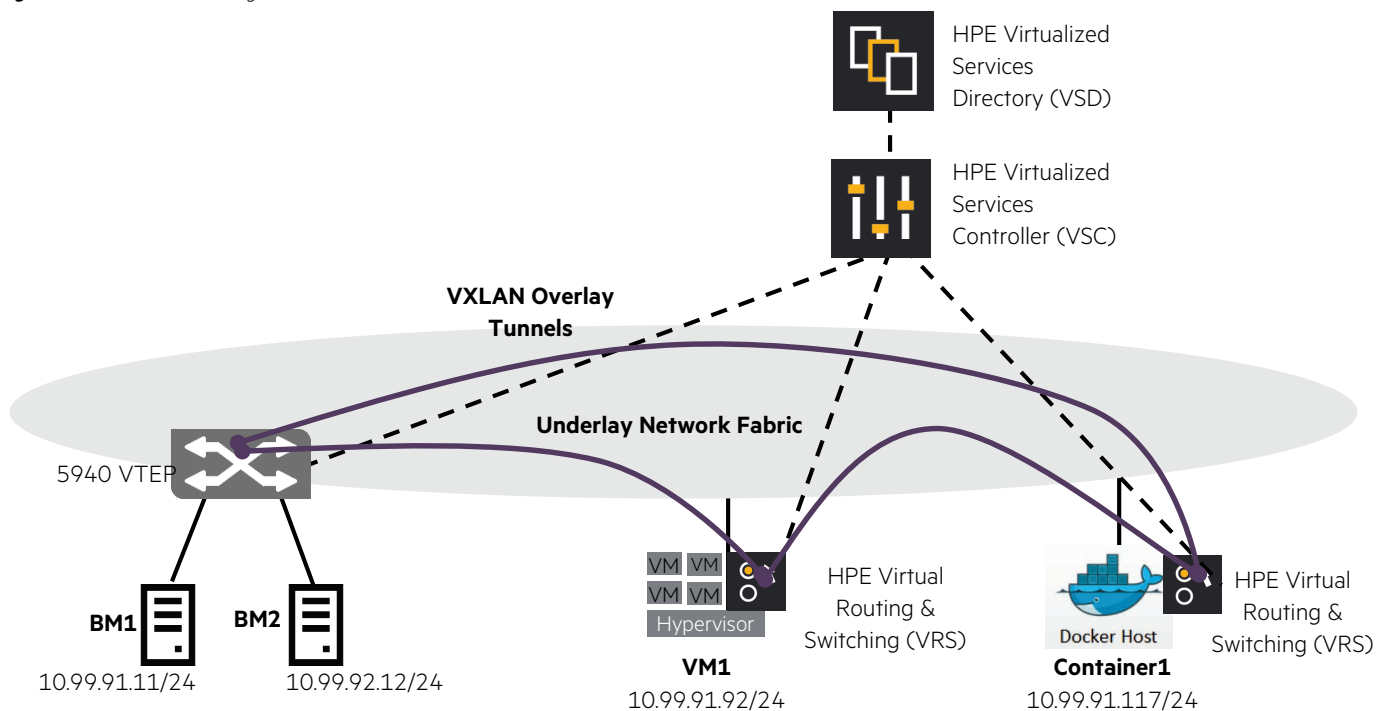 HPE Virtualized
Services
Directory (VSD)
HPE Virtualized
Services
Controller (VSC)
VXLAN Overlay
Tunnels
Underlay Network Fabric
5940 VTEP
BM1
BM2
10.99.91.11/24
10.99.92.12/24
VM VM
VM VM
Hypervisor
HPE Virtual
Routing &
Switching (VRS)
VM1
10.99.91.92/24
Docker Host
HPE Virtual
Routing &
Switching (VRS)
Container1
10.99.91.117/24